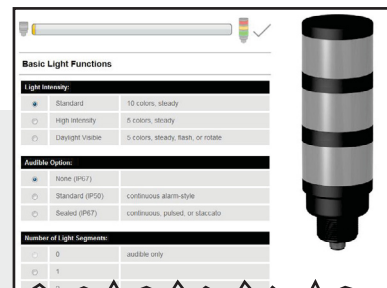 Basic Light Functions
Light Intensity:
Standard 10 colors, steady
High Intensity 5 colors, steady
Daylight Visible 5 colors, steady, flash, or rotate
Audible Option:
None (IP67)
Standard (IP50) continuous alarm-style
Sealed (IP67) continuous, pulsed, or staccato
Number of Light Segments:
0 audible only
1